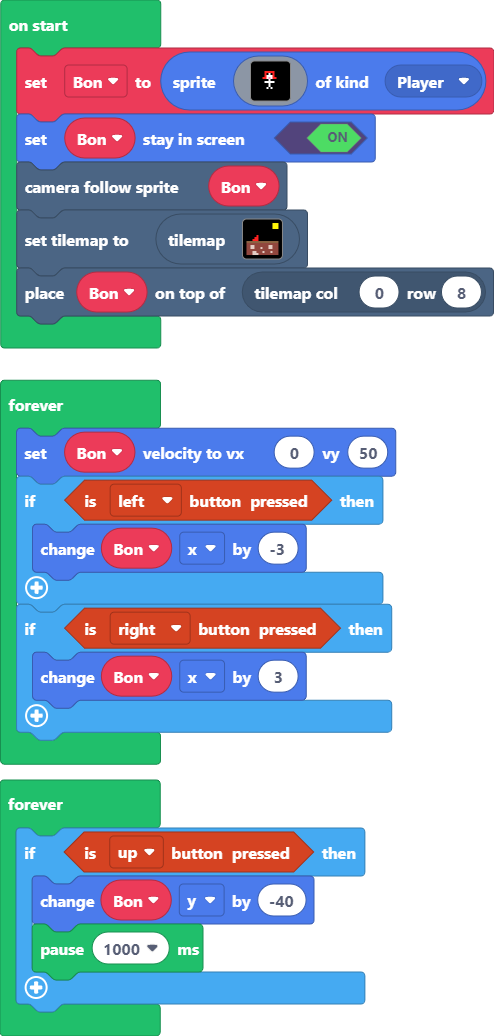 on start
set Bon to sprite of kind Player
set Bon stay in screen ON
camera follow sprite Bon
set tilemap to tilemap
place Bon on top of tilemap col 0 row 8
forever
set Bon velocity to vx 0 vy 50
if is left button pressed then
change Bon x by -3
if is right button pressed then
change Bon x by 3
forever
if is up button pressed then
change Bon y by -40
pause 1000 ms